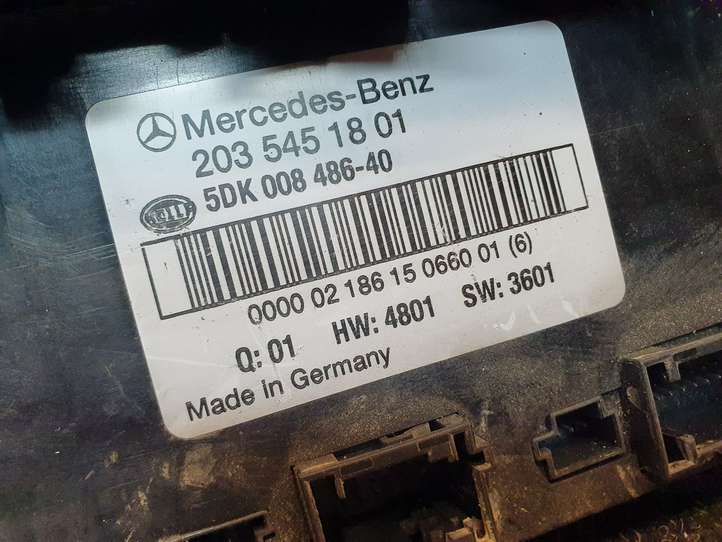 Mercedes-Benz
203 545 18 01
HELLA
5DK 008 486-40
0000 02 186 15 0660 01 (6)
Q: 01 HW: 4801 SW: 3601
Made in Germany